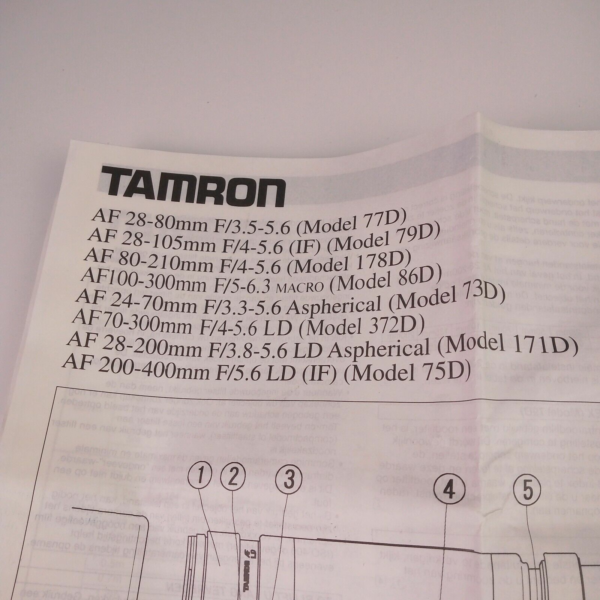 TAMRON
AF 28-80mm F/3.5-5.6 (Model 77D)
AF 28-105mm F/4-5.6 (IF) (Model 79D)
AF 80-210mm F/4-5.6 (Model 178D)
AF100-300mm F/5-6.3 MACRO (Model 86D)
AF 24-70mm F/3.3-5.6 Aspherical (Model 73D)
AF70-300mm F/4-5.6 LD (Model 372D)
AF 28-200mm F/3.8-5.6 LD Aspherical (Model 171D)
AF 200-400mm F/5.6 LD (IF) (Model 75D)
① ② ③ ④ ⑤
TAMRON